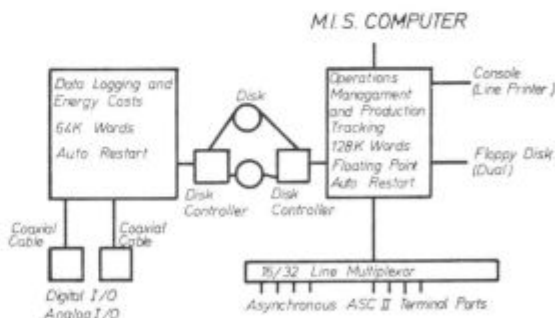 M.I.S. COMPUTER
Data Logging and
Energy Costs
64K Words
Auto Restart
Disk
Disk
Controller
Disk
Controller
Operations
Managament
and Production
Tracking
128K Words
Floating Point
Auto Restart
Console
(Line Printer)
Floppy Disk
(Dual)
Coaxial
Cable
Coaxial
Cable
Digital I/O
Analog I/O
16/32 Line Multiplexor
Asynchronous ASC II Terminal Ports